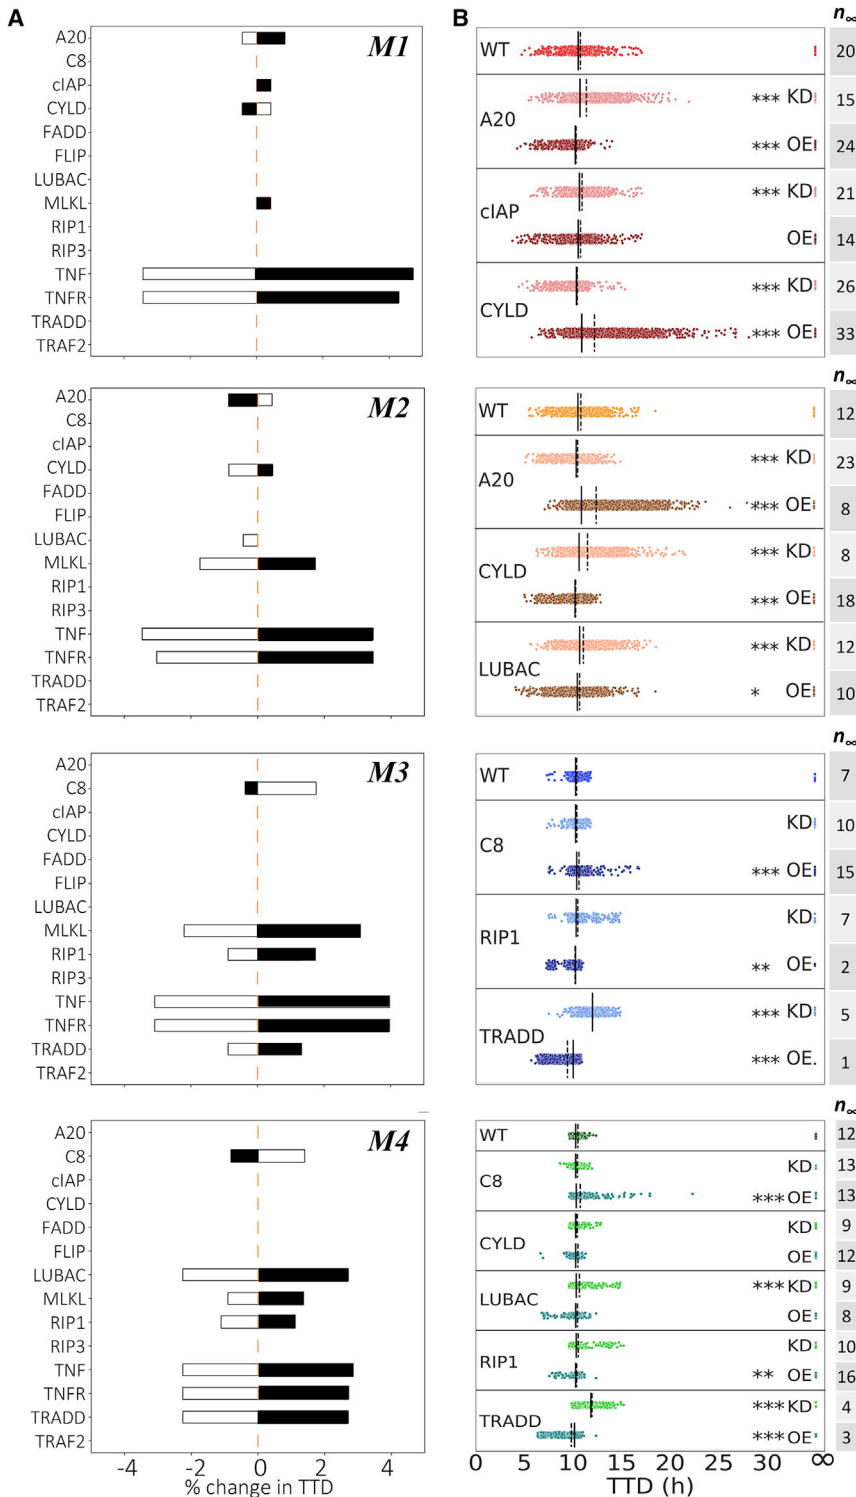 A
M1
A20
C8
cIAP
CYLD
FADD
FLIP
LUBAC
MLKL
RIP1
RIP3
TNF
TNFR
TRADD
TRAF2
M2
A20
C8
cIAP
CYLD
FADD
FLIP
LUBAC
MLKL
RIP1
RIP3
TNF
TNFR
TRADD
TRAF2
M3
A20
C8
cIAP
CYLD
FADD
FLIP
LUBAC
MLKL
RIP1
RIP3
TNF
TNFR
TRADD
TRAF2
M4
A20
C8
cIAP
CYLD
FADD
FLIP
LUBAC
MLKL
RIP1
RIP3
TNF
TNFR
TRADD
TRAF2
-4 -2 0 2 4
% change in TTD
B
n∞
WT 20
A20
*** KD 15
*** OE 24
cIAP
*** KD 21
OE 14
CYLD
*** KD 26
*** OE 33
n∞
WT 12
A20
*** KD 23
*** OE 8
CYLD
*** KD 8
*** OE 18
LUBAC
*** KD 12
* OE 10
n∞
WT 7
C8
KD 10
*** OE 15
RIP1
KD 7
** OE 2
TRADD
*** KD 5
*** OE 1
n∞
WT 12
C8
KD 13
*** OE 13
CYLD
KD 9
OE 12
LUBAC
*** KD 9
OE 8
RIP1
KD 10
** OE 16
TRADD
*** KD 4
*** OE 3
0 5 10 15 20 25 30 ∞
TTD (h)